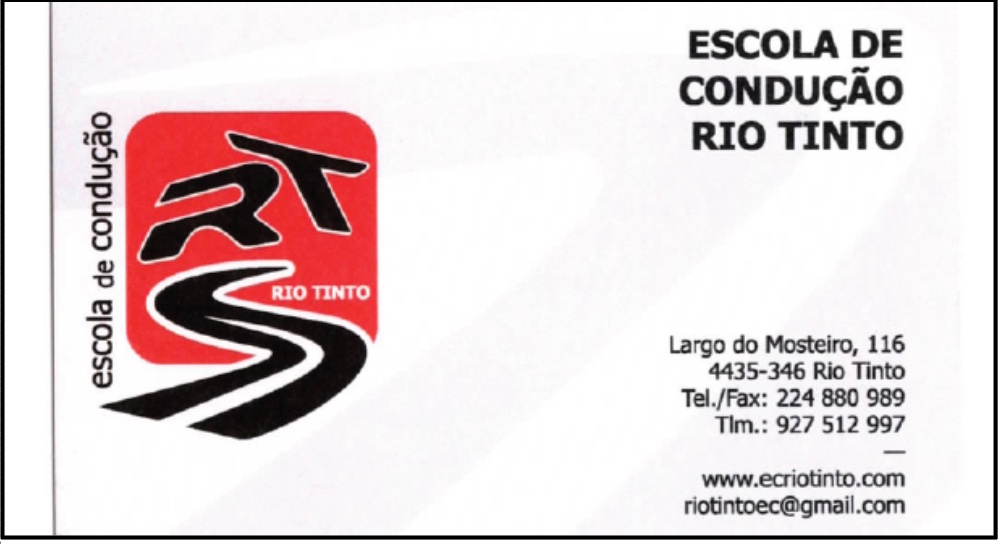 ESCOLA DE
CONDUÇÃO
RIO TINTO
escola de condução
RT
RIO TINTO
Largo do Mosteiro, 116
4435-346 Rio Tinto
Tel./Fax: 224 880 989
Tlm.: 927 512 997
—
www.ecriotinto.com
riotintoec@gmail.com